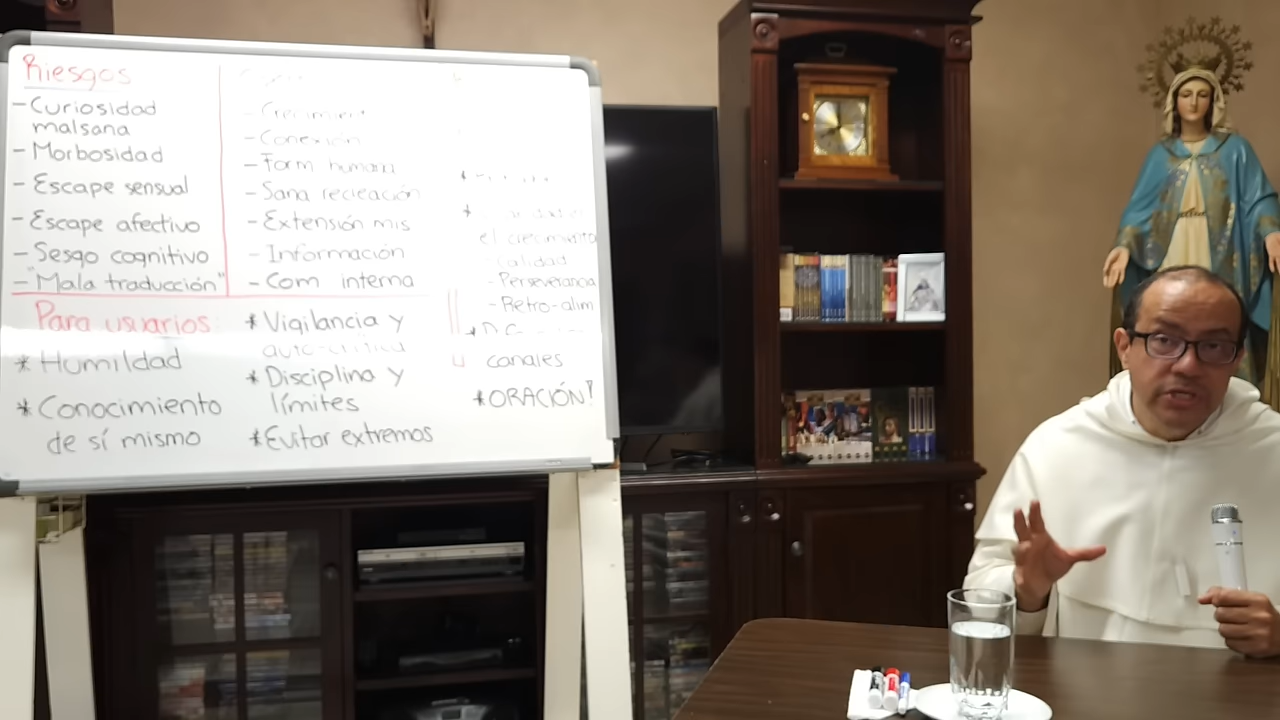 Riesgos
- Curiosidad
malsana
- Morbosidad
- Escape sensual
- Escape afectivo
- Sesgo cognitivo
- "Mala traducción"
- Conexión
- Form humana
- Sana recreación
- Extensión mis
- Información
- Com interna
el crecimiento
calidad
- Perseverancia
- Retro-alim
canales
*ORACIÓN!
Para usuarios
* Humildad
* Conocimiento
de sí mismo
* Vigilancia y
auto-crítica
* Disciplina y
límites
* Evitar extremos